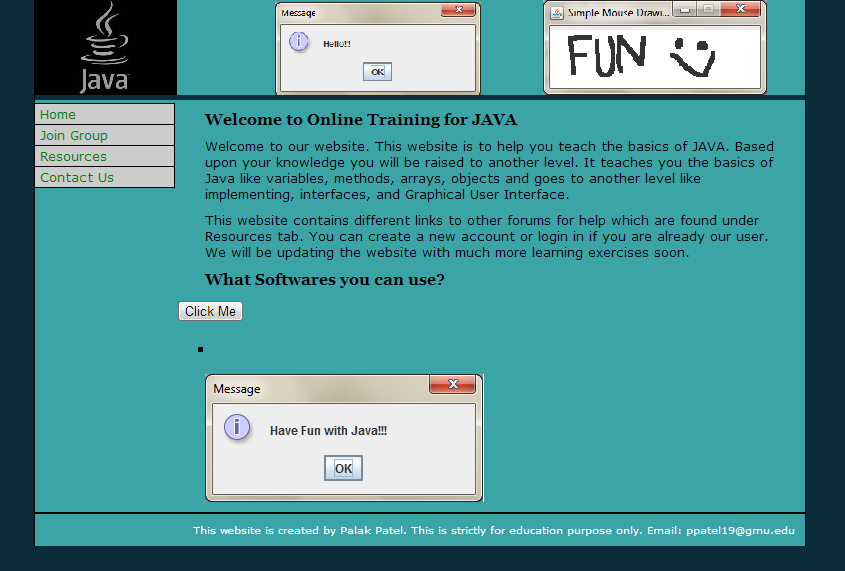 Java
Message
Hello!!
OK
Simple Mouse Drawi...
FUN
Home
Join Group
Resources
Contact Us
Welcome to Online Training for JAVA
Welcome to our website. This website is to help you teach the basics of JAVA. Based
upon your knowledge you will be raised to another level. It teaches you the basics of
Java like variables, methods, arrays, objects and goes to another level like
implementing, interfaces, and Graphical User Interface.
This website contains different links to other forums for help which are found under
Resources tab. You can create a new account or login in if you are already our user.
We will be updating the website with much more learning exercises soon.
What Softwares you can use?
Click Me
Message
Have Fun with Java!!!
OK
This website is created by Palak Patel. This is strictly for education purpose only. Email: ppatel19@gmu.edu